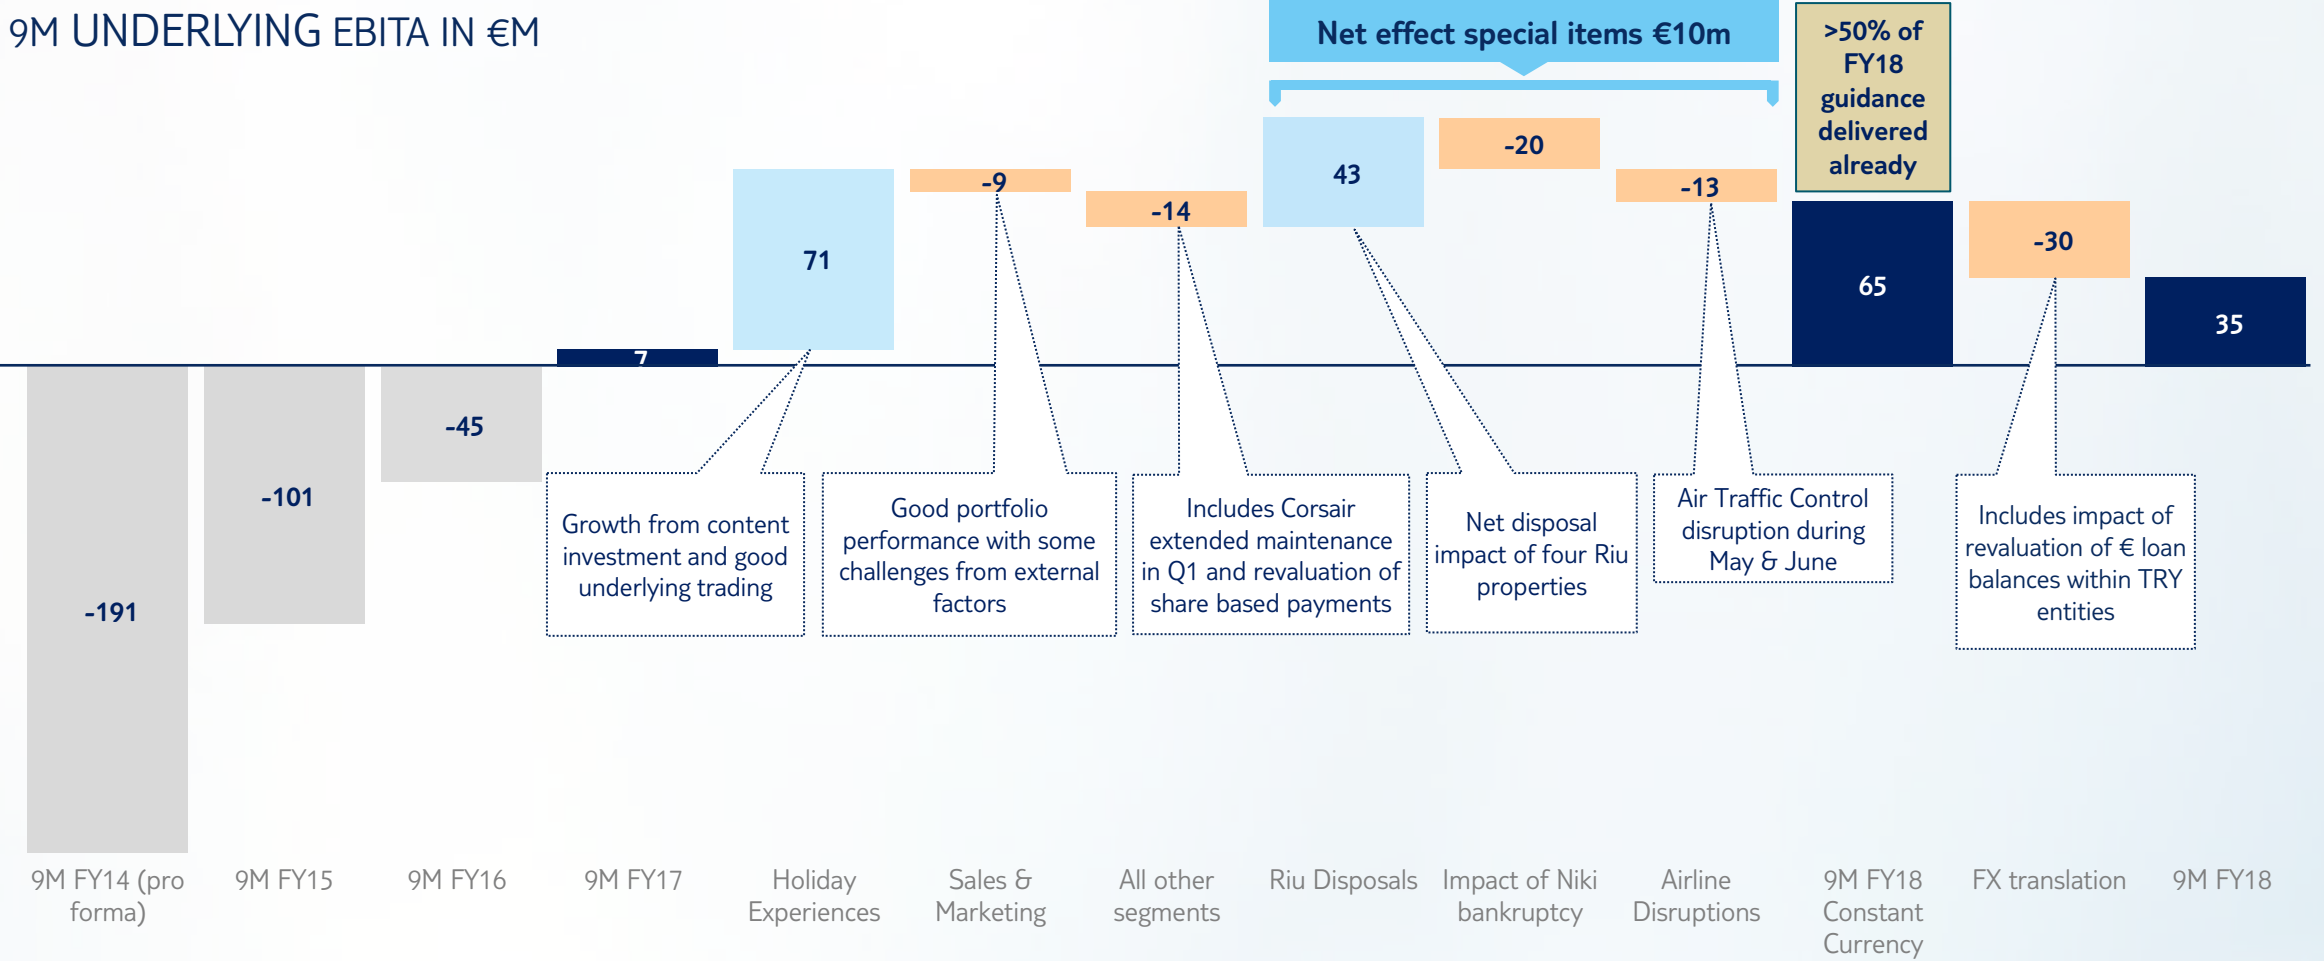 9M UNDERLYING EBITA IN €M
Net effect special items €10m
>50% of
FY18
guidance
delivered
already
-191
-101
-45
7
71
-9
-14
43
-20
-13
65
-30
35
Growth from content
investment and good
underlying trading
Good portfolio
performance with some
challenges from external
factors
Includes Corsair
extended maintenance
in Q1 and revaluation of
share based payments
Net disposal
impact of four Riu
properties
Air Traffic Control
disruption during
May & June
Includes impact of
revaluation of € loan
balances within TRY
entities
9M FY14 (pro
forma)
9M FY15
9M FY16
9M FY17
Holiday
Experiences
Sales &
Marketing
All other
segments
Riu Disposals
Impact of Niki
bankruptcy
Airline
Disruptions
9M FY18
Constant
Currency
FX translation
9M FY18